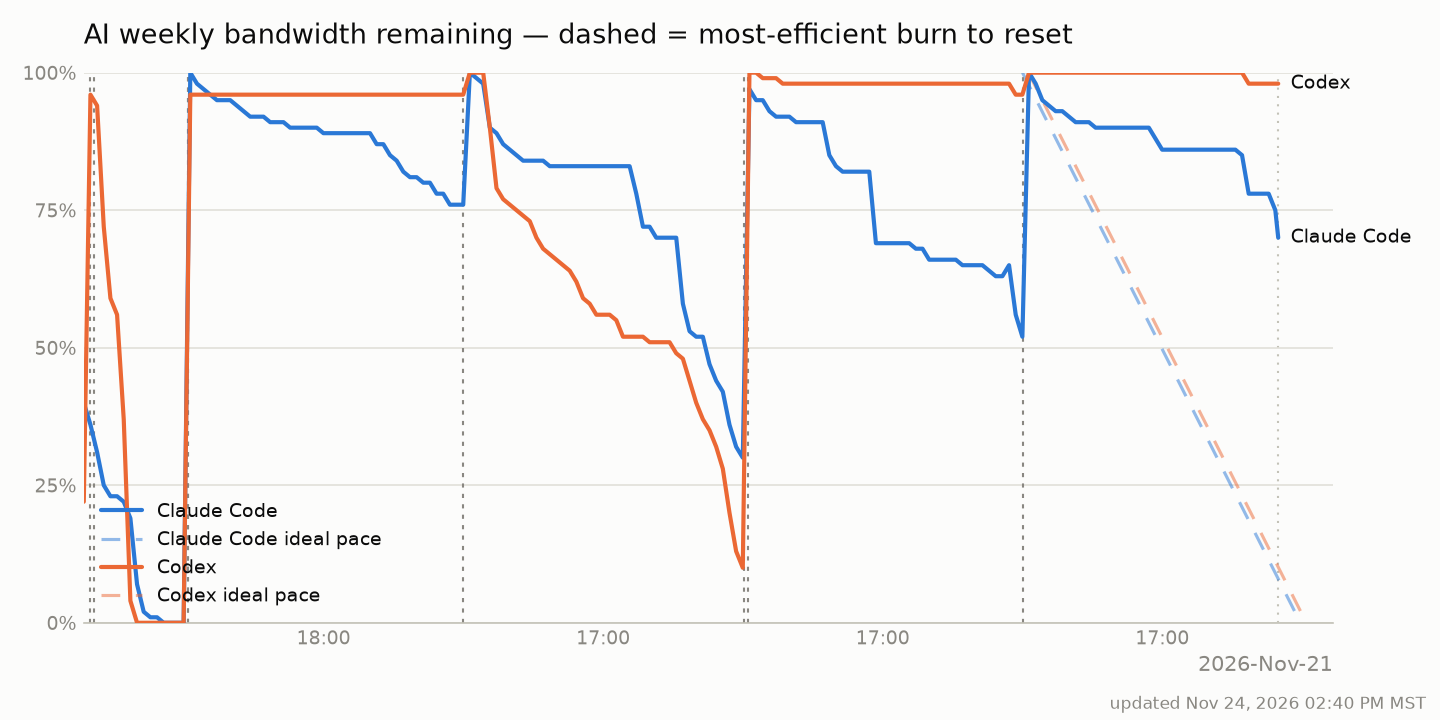 AI weekly bandwidth remaining — dashed = most-efficient burn to reset
100%
75%
50%
25%
0%
Codex
Claude Code
Claude Code
Claude Code ideal pace
Codex
Codex ideal pace
18:00 17:00 17:00 17:00
2026-Nov-21
updated Nov 24, 2026 02:40 PM MST